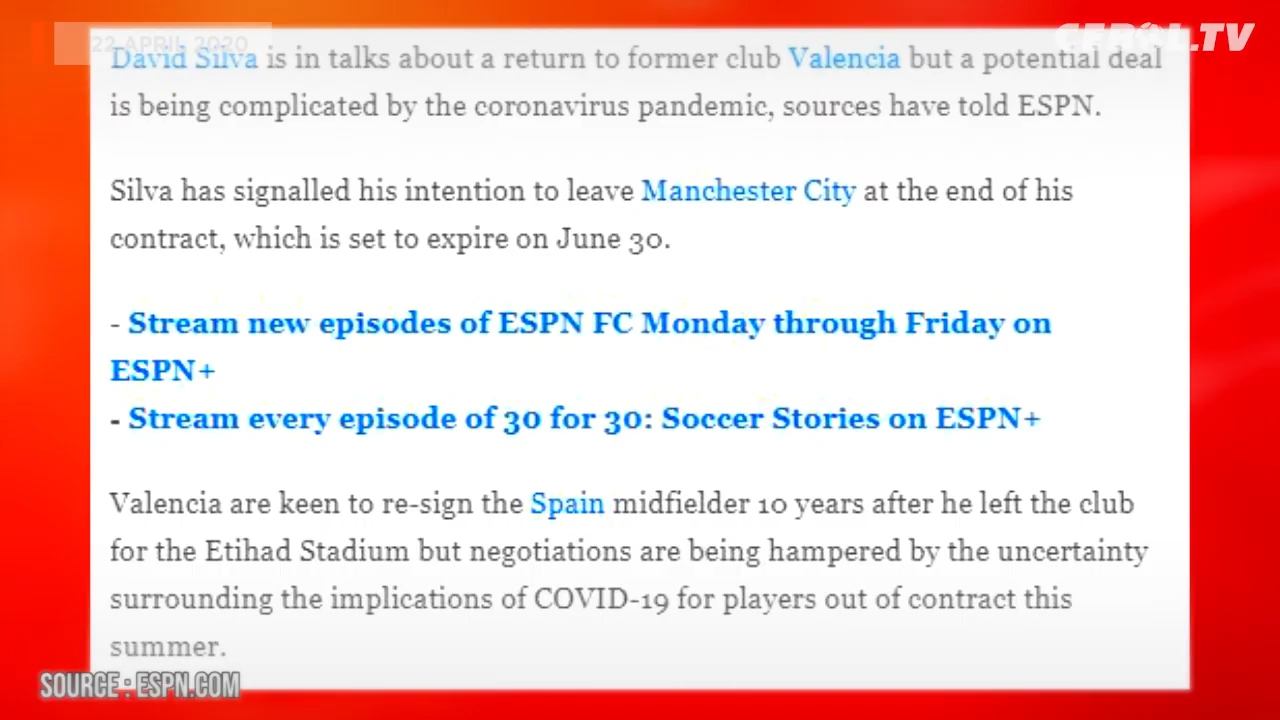 22 APRIL 2020
GEROL.TV
David Silva is in talks about a return to former club Valencia but a potential deal
is being complicated by the coronavirus pandemic, sources have told ESPN.
Silva has signalled his intention to leave Manchester City at the end of his
contract, which is set to expire on June 30.
- Stream new episodes of ESPN FC Monday through Friday on
ESPN+
- Stream every episode of 30 for 30: Soccer Stories on ESPN+
Valencia are keen to re-sign the Spain midfielder 10 years after he left the club
for the Etihad Stadium but negotiations are being hampered by the uncertainty
surrounding the implications of COVID-19 for players out of contract this
summer.
SOURCE : ESPN.COM